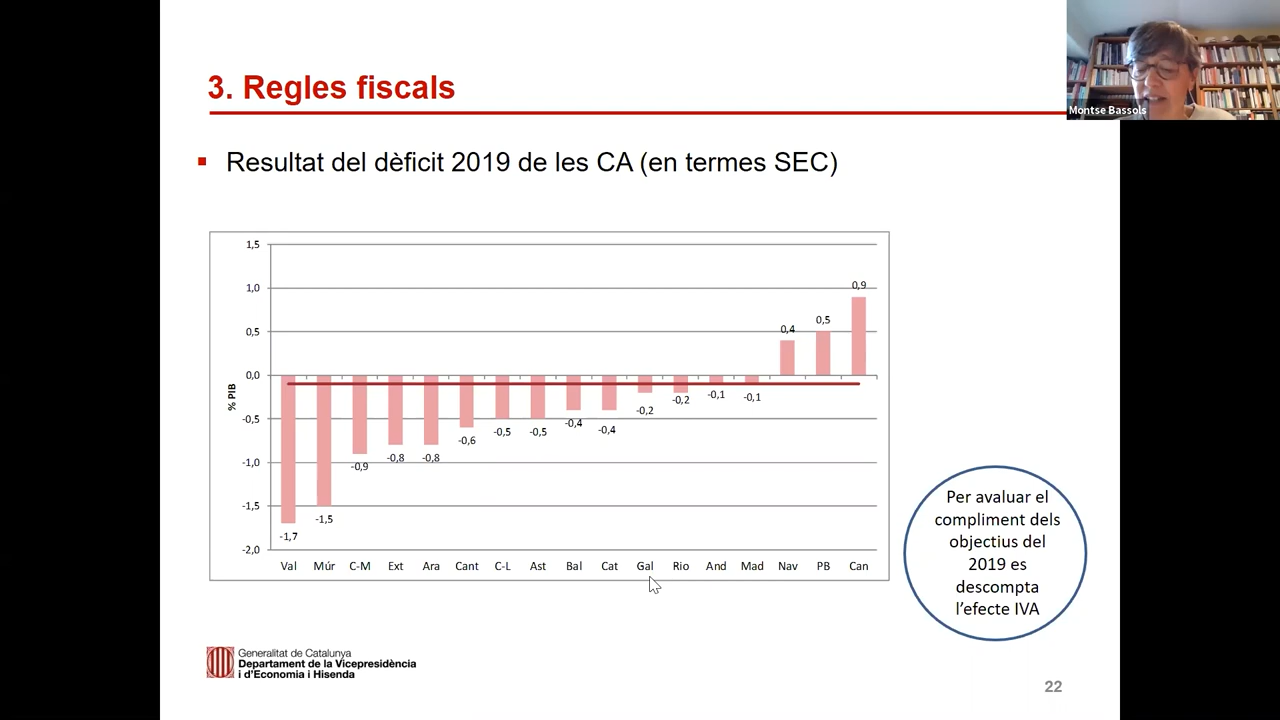 3. Regles fiscals
Montse Bassols
Resultat del dèficit 2019 de les CA (en termes SEC)
% PIB
1,5
1,0
0,5
0,0
-0,5
-1,0
-1,5
-2,0
-1,7
-1,5
-0,9
-0,8
-0,8
-0,6
-0,5
-0,5
-0,4
-0,4
-0,2
-0,2
-0,1
-0,1
0,4
0,5
0,9
Val Múr C-M Ext Ara Cant C-L Ast Bal Cat Gal Rio And Mad Nav PB Can
Per avaluar el
compliment dels
objectius del
2019 es
descompta
l'efecte IVA
Generalitat de Catalunya
Departament de la Vicepresidència
i d'Economia i Hisenda
22